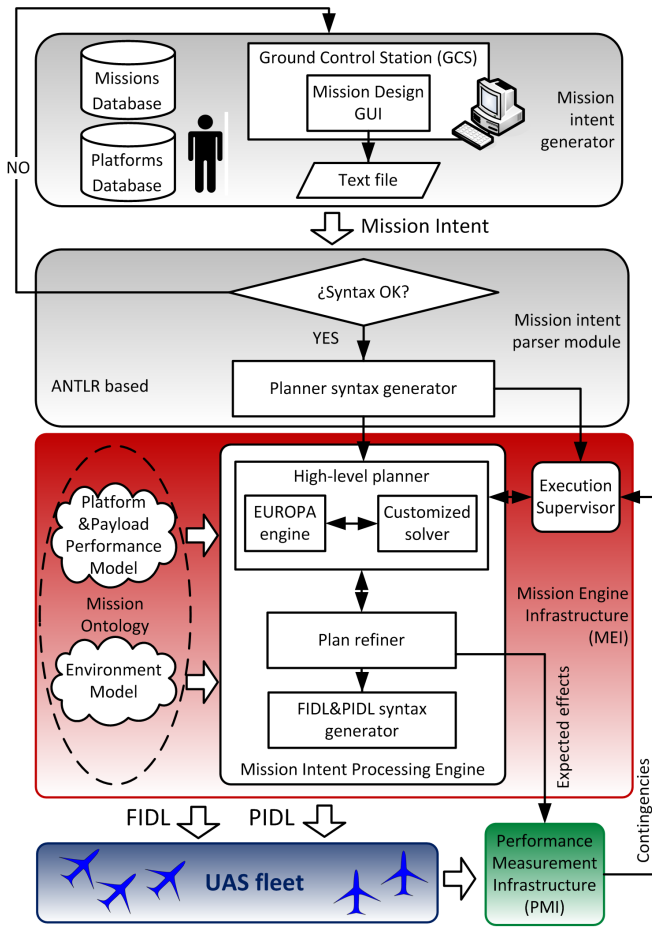 Ground Control Station (GCS)
Missions
Database
Mission Design
GUI
Mission
intent
generator
Platforms
Database
NO
Text file
Mission Intent
¿Syntax OK?
YES
Mission intent
parser module
ANTLR based
Planner syntax generator
High-level planner
Platform
&Payload
Performance
Model
EUROPA
engine
Customized
solver
Execution
Supervisor
Mission
Ontology
Mission Engine
Infrastructure
(MEI)
Plan refiner
Environment
Model
FIDL&PIDL syntax
generator
Expected effects
Mission Intent Processing Engine
Contingencies
FIDL
PIDL
UAS fleet
Performance
Measurement
Infrastructure
(PMI)